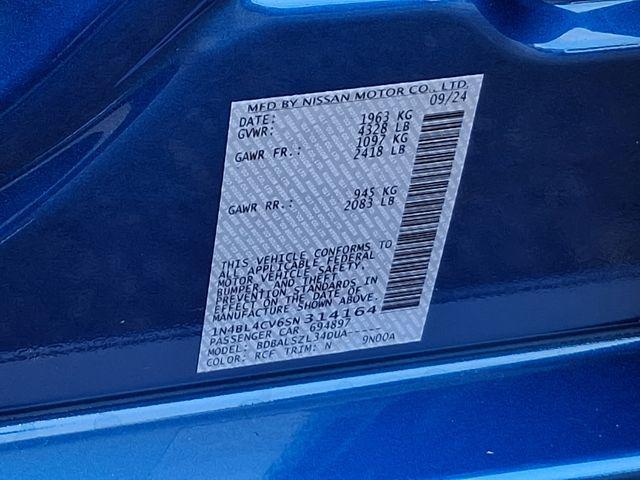 MFD BY NISSAN MOTOR CO., LTD.
DATE: 09/24
GVWR: 1963 KG
4328 LB
GAWR FR.: 1097 KG
2418 LB
GAWR RR.: 945 KG
2083 LB
THIS VEHICLE CONFORMS TO
ALL APPLICABLE FEDERAL
MOTOR VEHICLE SAFETY,
BUMPER, AND THEFT
PREVENTION STANDARDS IN
EFFECT ON THE DATE OF
MANUFACTURE SHOWN ABOVE.
1N4BL4CV6SN314164
PASSENGER CAR 694897
MODEL: BDBALSZL34DUA-----
COLOR: RCF TRIM: N 9N00A